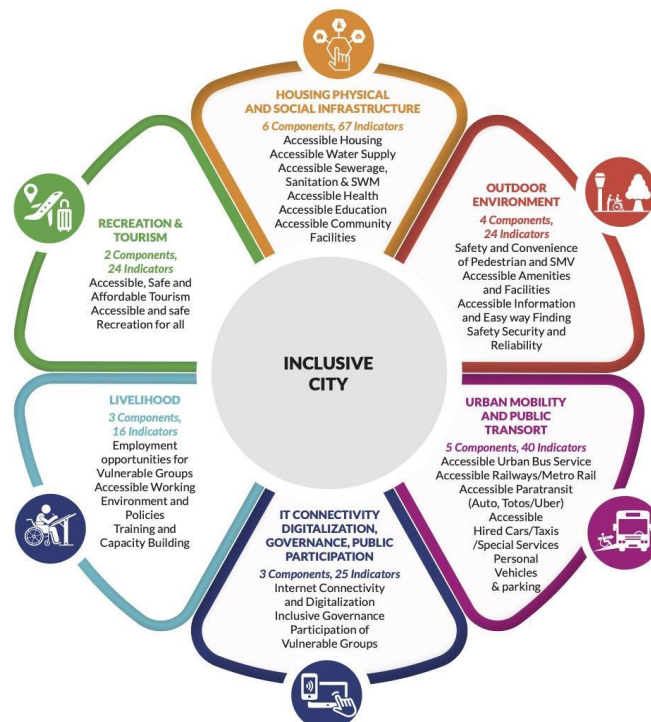 HOUSING PHYSICAL
AND SOCIAL INFRASTRUCTURE
6 Components, 67 Indicators
Accessible Housing
Accessible Water Supply
Accessible Sewerage,
Sanitation & SWM
Accessible Health
Accessible Education
Accessible Community
Facilities
OUTDOOR
ENVIRONMENT
4 Components,
24 Indicators
Safety and Convenience
of Pedestrian and SMV
Accessible Amenities
and Facilities
Accessible Information
and Easy way Finding
Safety Security and
Reliability
URBAN MOBILITY
AND PUBLIC
TRANSORT
5 Components, 40 Indicators
Accessible Urban Bus Service
Accessible Railways/Metro Rail
Accessible Paratransit
(Auto, Totos/Uber)
Accessible
Hired Cars/Taxis
/Special Services
Personal
Vehicles
& parking
IT CONNECTIVITY
DIGITALIZATION,
GOVERNANCE, PUBLIC
PARTICIPATION
3 Components, 25 Indicators
Internet Connectivity
and Digitalization
Inclusive Governance
Participation of
Vulnerable Groups
LIVELIHOOD
3 Components,
16 Indicators
Employment
opportunities for
Vulnerable Groups
Accessible Working
Environment and
Policies
Training and
Capacity Building
RECREATION &
TOURISM
2 Components,
24 Indicators
Accessible, Safe and
Affordable Tourism
Accessible and safe
Recreation for all
INCLUSIVE
CITY